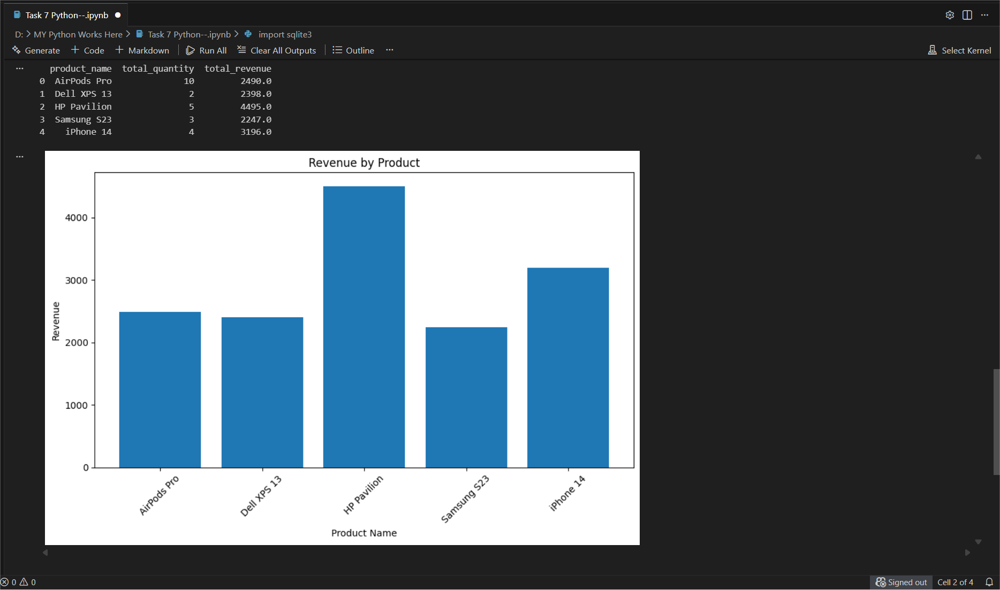 Task 7 Python--.ipynb
D: > MY Python Works Here > Task 7 Python--.ipynb > import sqlite3
Generate + Code + Markdown Run All Clear All Outputs Outline ... Select Kernel
product_name total_quantity total_revenue
0 AirPods Pro 10 2490.0
1 Dell XPS 13 2 2398.0
2 HP Pavilion 5 4495.0
3 Samsung S23 3 2247.0
4 iPhone 14 4 3196.0
Revenue by Product
Revenue
4000
3000
2000
1000
0
AirPods Pro
Dell XPS 13
HP Pavilion
Samsung S23
iPhone 14
Product Name
0 0
Signed out Cell 2 of 4